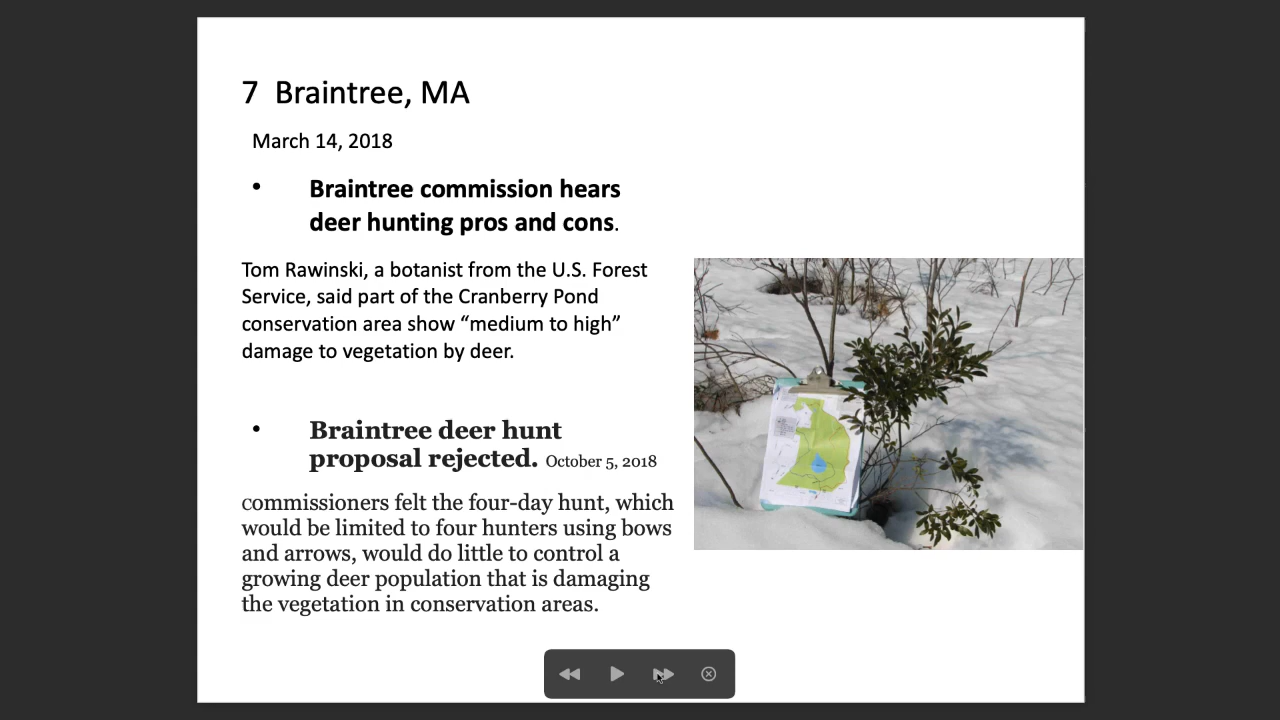 7 Braintree, MA
March 14, 2018
• Braintree commission hears
deer hunting pros and cons.
Tom Rawinski, a botanist from the U.S. Forest
Service, said part of the Cranberry Pond
conservation area show “medium to high”
damage to vegetation by deer.
• Braintree deer hunt
proposal rejected. October 5, 2018
commissioners felt the four-day hunt, which
would be limited to four hunters using bows
and arrows, would do little to control a
growing deer population that is damaging
the vegetation in conservation areas.